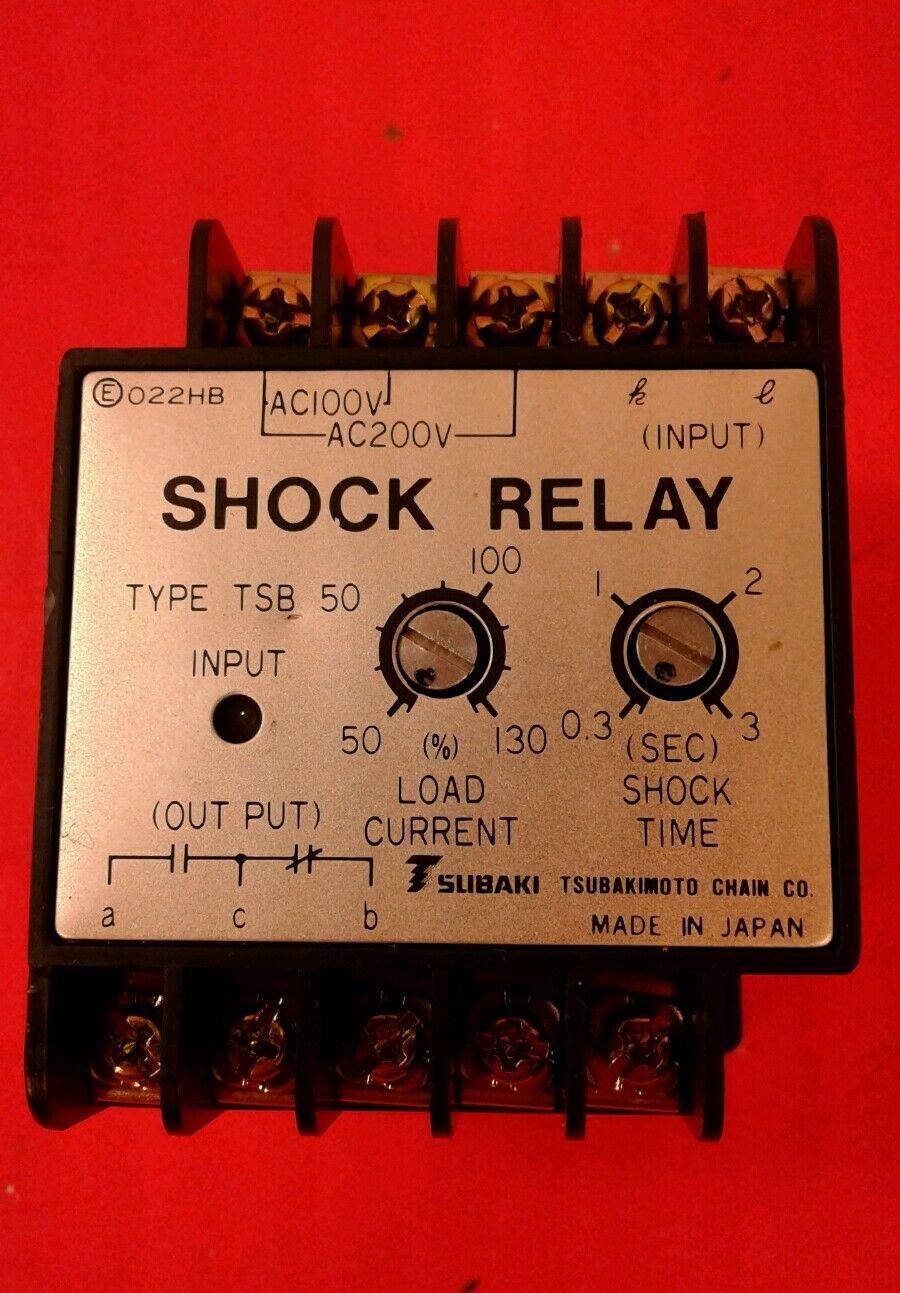 Ⓔ022HB
AC100V
AC200V
k l
(INPUT)
SHOCK RELAY
TYPE TSB 50
INPUT
50 100 130
(%)
LOAD
CURRENT
0.3 1 2 3
(SEC)
SHOCK
TIME
(OUT PUT)
a c b
TSUBAKI TSUBAKIMOTO CHAIN CO.
MADE IN JAPAN